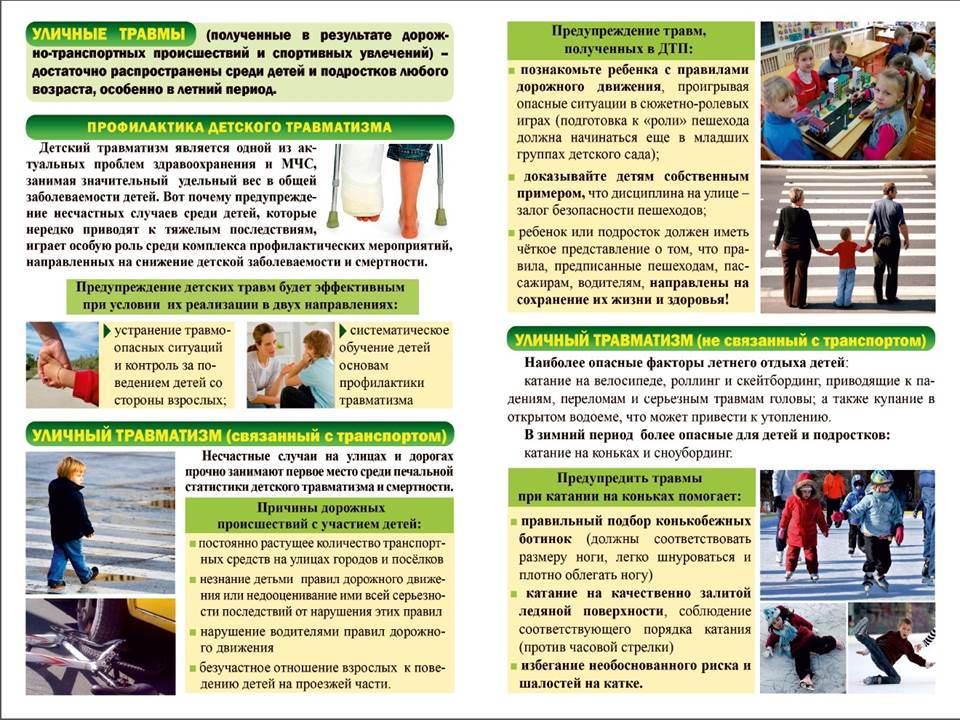 УЛИЧНЫЕ ТРАВМЫ (полученные в результате дорож-
но-транспортных происшествий и спортивных увлечений) –
достаточно распространены среди детей и подростков любого
возраста, особенно в летний период.
ПРОФИЛАКТИКА ДЕТСКОГО ТРАВМАТИЗМА
Детский травматизм является одной из ак-
туальных проблем здравоохранения и МЧС,
занимая значительный удельный вес в общей
заболеваемости детей. Вот почему предупрежде-
ние несчастных случаев среди детей, которые
нередко приводят к тяжелым последствиям,
играет особую роль среди комплекса профилактических мероприятий,
направленных на снижение детской заболеваемости и смертности.
Предупреждение детских травм будет эффективным
при условии их реализации в двух направлениях:
устранение травмо-
опасных ситуаций
и контроль за по-
ведением детей со
стороны взрослых;
систематическое
обучение детей
основам
профилактики
травматизма
УЛИЧНЫЙ ТРАВМАТИЗМ (связанный с транспортом)
Несчастные случаи на улицах и дорогах
прочно занимают первое место среди печальной
статистики детского травматизма и смертности.
Причины дорожных
происшествий с участием детей:
постоянно растущее количество транспорт-
ных средств на улицах городов и посёлков
незнание детьми правил дорожного движе-
ния или недооценивание ими всей серьезно-
сти последствий от нарушения этих правил
нарушение водителями правил дорожно-
го движения
безучастное отношение взрослых к пове-
дению детей на проезжей части.
Предупреждение травм,
полученных в ДТП:
познакомьте ребенка с правилами
дорожного движения, проигрывая
опасные ситуации в сюжетно-ролевых
играх (подготовка к «роли» пешехода
должна начинаться еще в младших
группах детского сада);
доказывайте детям собственным
примером, что дисциплина на улице –
залог безопасности пешеходов;
ребенок или подросток должен иметь
чёткое представление о том, что пра-
вила, предписанные пешеходам, пас-
сажирам, водителям, направлены на
сохранение их жизни и здоровья!
УЛИЧНЫЙ ТРАВМАТИЗМ (не связанный с транспортом)
Наиболее опасные факторы летнего отдыха детей:
катание на велосипеде, роллинг и скейтбординг, приводящие к па-
дениям, переломам и серьезным травмам головы; а также купание в
открытом водоеме, что может привести к утоплению.
В зимний период более опасные для детей и подростков:
катание на коньках и сноубординг.
Предупредить травмы
при катании на коньках помогает:
правильный подбор конькобежных
ботинок (должны соответствовать
размеру ноги, легко шнуроваться и
плотно облегать ногу)
катание на качественно залитой
ледяной поверхности, соблюдение
соответствующего порядка катания
(против часовой стрелки)
избегание необоснованного риска и
шалостей на катке.